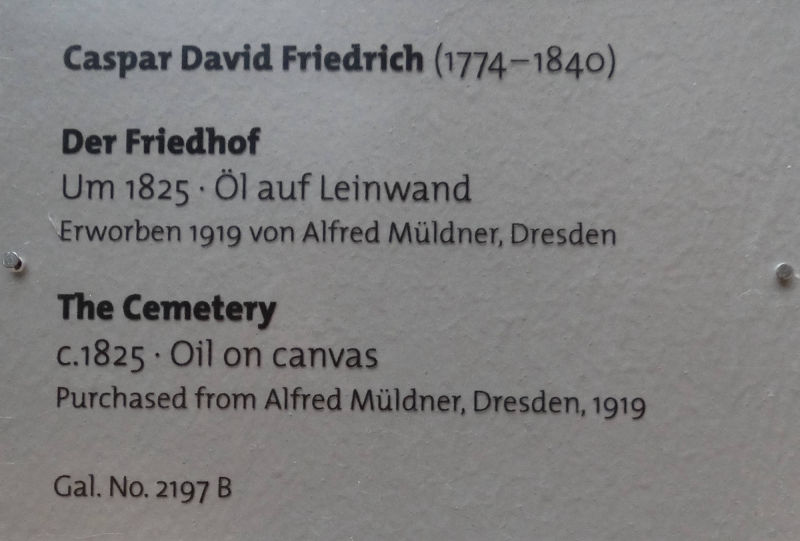 Caspar David Friedrich (1774–1840)
Der Friedhof
Um 1825 · Öl auf Leinwand
Erworben 1919 von Alfred Müldner, Dresden
The Cemetery
c.1825 · Oil on canvas
Purchased from Alfred Müldner, Dresden, 1919
Gal. No. 2197 B